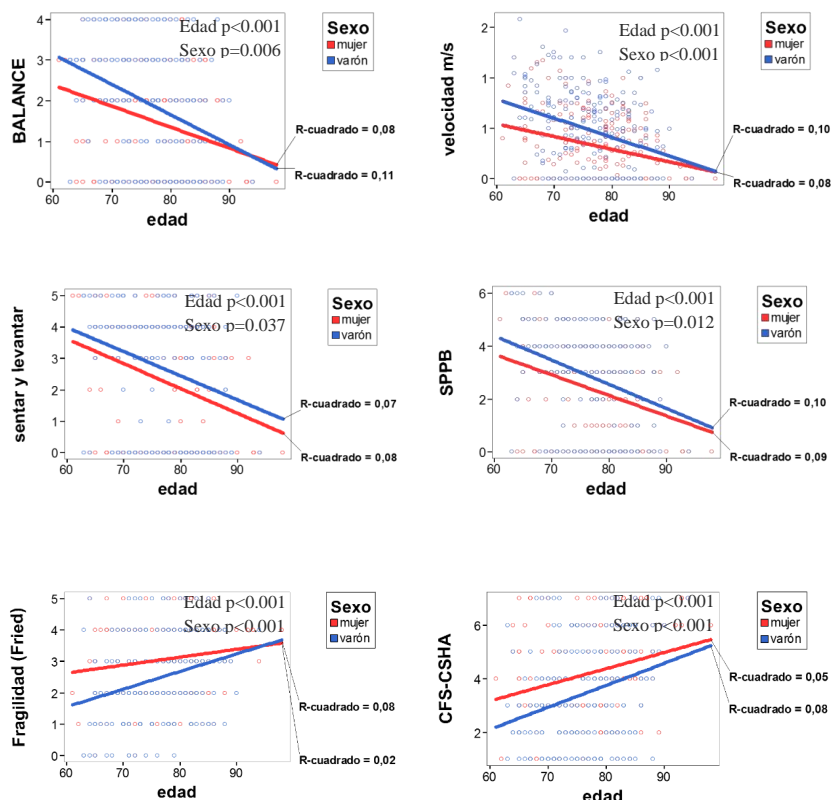 BALANCE
4
3
2
1
0
60
70
80
90
edad
Edad p<0.001
Sexo p=0.006
Sexo
mujer
varón
R-cuadrado = 0,08
R-cuadrado = 0,11
velocidad m/s
2
1
1
0
60
70
80
90
edad
Edad p<0.001
Sexo p<0.001
Sexo
mujer
varón
R-cuadrado = 0,10
R-cuadrado = 0,08
sentar y levantar
5
4
3
2
1
0
60
70
80
90
edad
Edad p<0.001
Sexo p=0.037
Sexo
mujer
varón
R-cuadrado = 0,07
R-cuadrado = 0,08
SPPB
6
4
2
0
60
70
80
90
edad
Edad p<0.001
Sexo p=0.012
Sexo
mujer
varón
R-cuadrado = 0,10
R-cuadrado = 0,09
Fragilidad (Fried)
5
4
3
2
1
0
60
70
80
90
edad
Edad p<0.001
Sexo p<0.001
Sexo
mujer
varón
R-cuadrado = 0,08
R-cuadrado = 0,02
CFS-CSHA
6
4
2
60
70
80
90
edad
Edad p<0.001
Sexo p<0.001
Sexo
mujer
varón
R-cuadrado = 0,05
R-cuadrado = 0,08